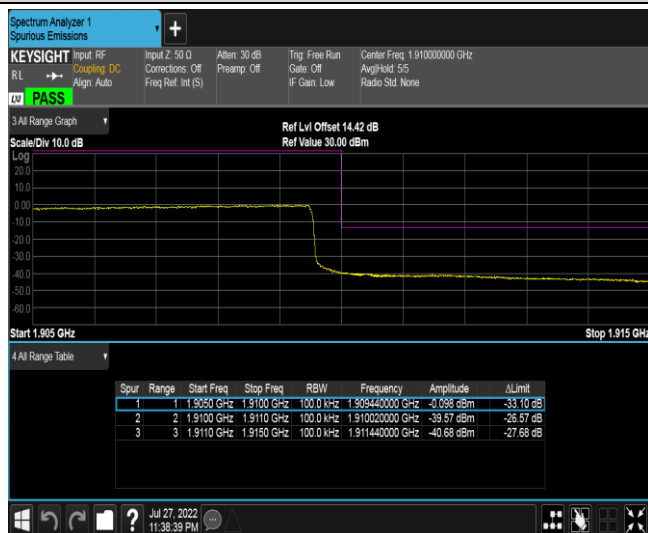 Spectrum Analyzer 1
Spurious Emissions
+
KEYSIGHT Input: RF Input Z: 50 Ω Atten: 30 dB Trig: Free Run Center Freq: 1.910000000 GHz
RL Coupling: DC Corrections: Off Preamp: Off Gate: Off Avg|Hold: 5/5
Align: Auto Freq Ref: Int (S) IF Gain: Low Radio Std: None
LXI PASS
3 All Range Graph
Ref Lvl Offset 14.42 dB
Scale/Div 10.0 dB Ref Value 30.00 dBm
Log
20.0
10.0
0.00
-10.0
-20.0
-30.0
-40.0
-50.0
-60.0
Start 1.905 GHz Stop 1.915 GHz
4 All Range Table
Spur Range Start Freq Stop Freq RBW Frequency Amplitude ΔLimit
1 1 1.9050 GHz 1.9100 GHz 100.0 kHz 1.909440000 GHz -0.098 dBm -33.10 dB
2 2 1.9100 GHz 1.9110 GHz 100.0 kHz 1.910020000 GHz -39.57 dBm -26.57 dB
3 3 1.9110 GHz 1.9150 GHz 100.0 kHz 1.911440000 GHz -40.68 dBm -27.68 dB
? Jul 27, 2022
11:38:39 PM